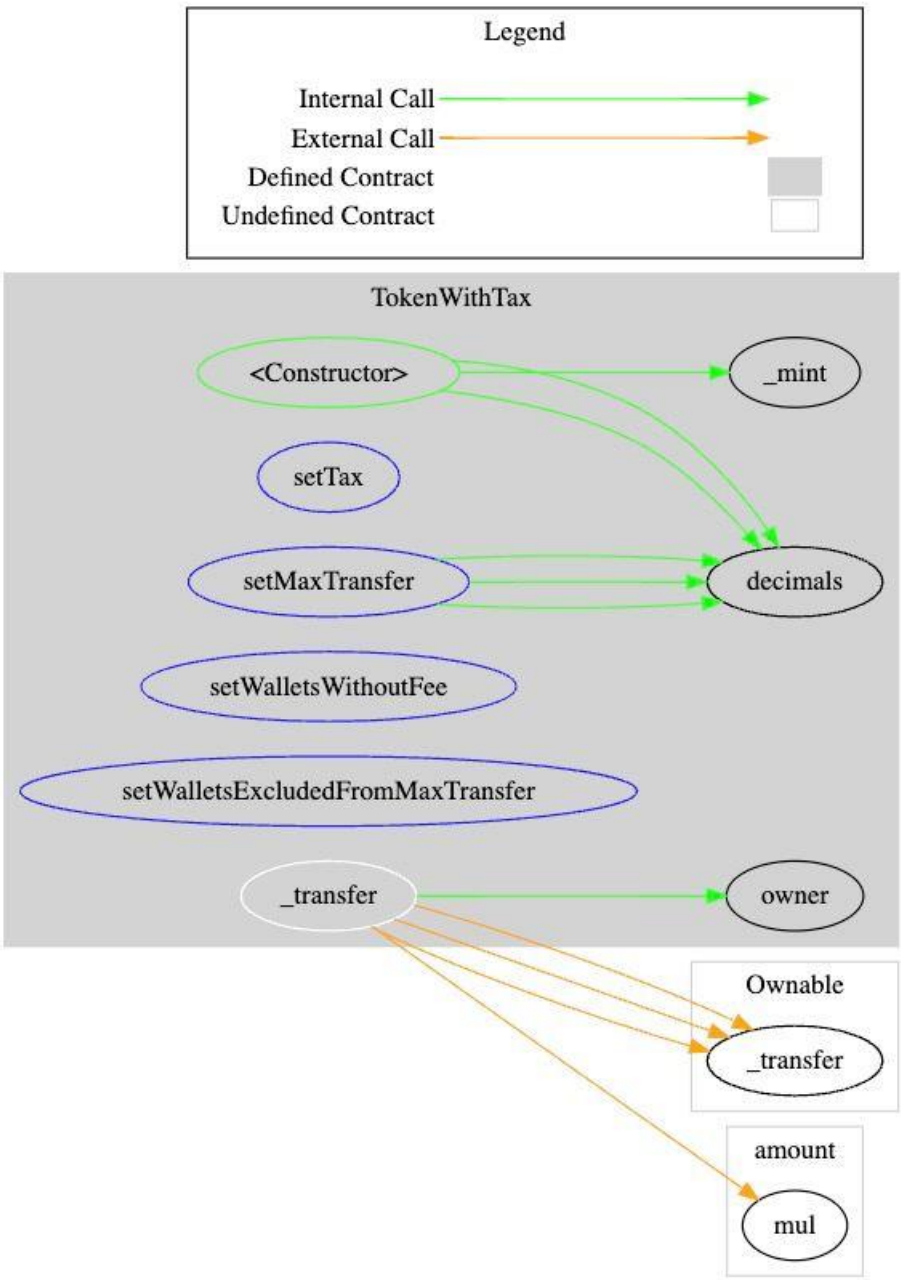 Legend
Internal Call
External Call
Defined Contract
Undefined Contract
TokenWithTax
<Constructor>
_mint
setTax
setMaxTransfer
decimals
setWalletsWithoutFee
setWalletsExcludedFromMaxTransfer
_transfer
owner
Ownable
_transfer
amount
mul